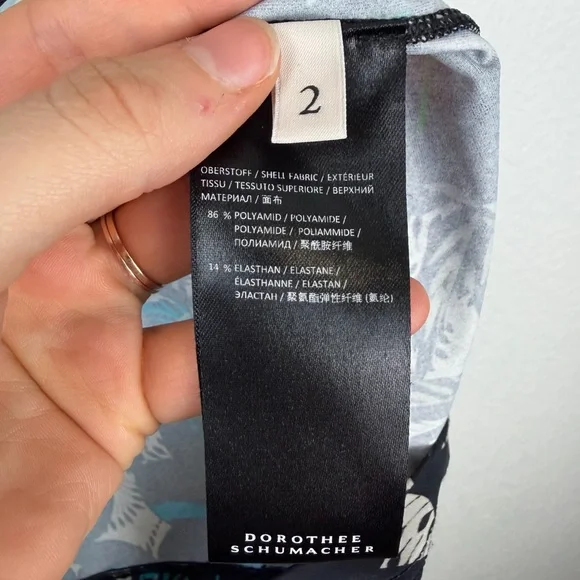 2
OBERSTOFF / SHELL FABRIC / EXTÉRIEUR
TISSU / TESSUTO SUPERIORE / ВЕРХНИЙ
МАТЕРИАЛ / 面布
86 % POLYAMID / POLYAMIDE /
POLYAMIDE / POLIAMMIDE /
ПОЛИАМИД / 聚酰胺纤维
14 % ELASTHAN / ELASTANE /
ÉLASTHANNE / ELASTAN /
ЭЛАСТАН / 聚氨酯弹性纤维 (氨纶)
DOROTHEE
SCHUMACHER